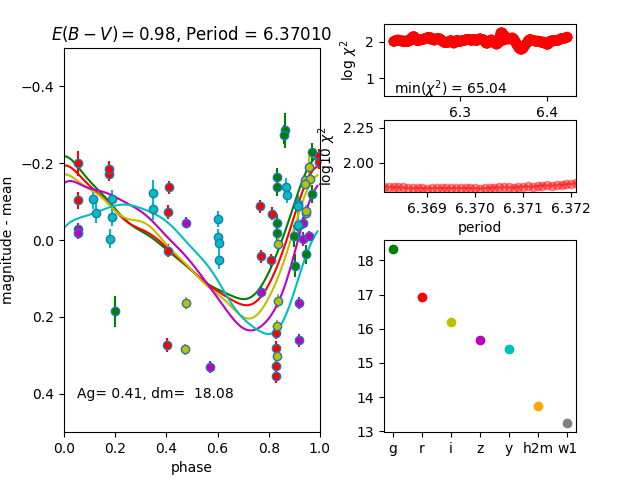 E(B − V) = 0.98, Period = 6.37010
−0.4
−0.2
0.0
0.2
0.4
magnitude - mean
Ag= 0.41, dm= 18.08
0.0 0.2 0.4 0.6 0.8 1.0
phase
log χ²
2
1
min(χ²) = 65.04
6.3 6.4
log10 χ²
2.25
2.00
6.369 6.370 6.371 6.372
period
18
17
16
15
14
13
g r i z y h2m w1